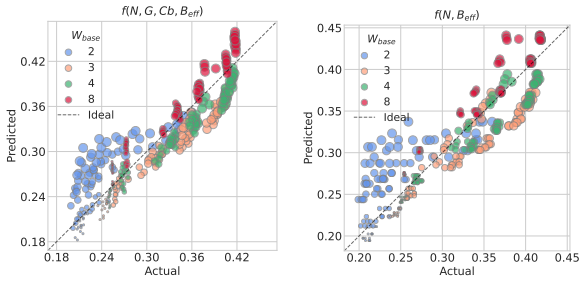 f(N, G, Cb, B_eff)
W_base
2
3
4
8
Ideal
Predicted
0.42
0.36
0.30
0.24
0.18
0.18 0.24 0.30 0.36 0.42
Actual
f(N, B_eff)
W_base
2
3
4
8
Ideal
Predicted
0.45
0.40
0.35
0.30
0.25
0.20
0.20 0.25 0.30 0.35 0.40 0.45
Actual